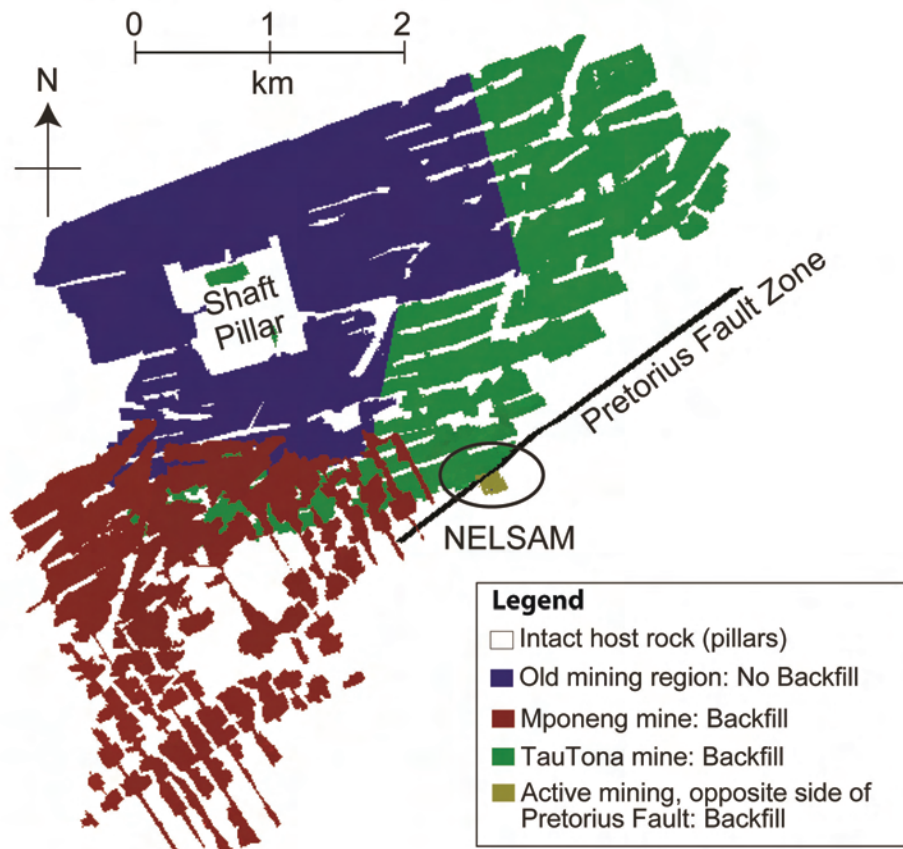 0 1 2
km
N
Shaft
Pillar
Pretorius Fault Zone
NELSAM
Legend
Intact host rock (pillars)
Old mining region: No Backfill
Mponeng mine: Backfill
TauTona mine: Backfill
Active mining, opposite side of
Pretorius Fault: Backfill